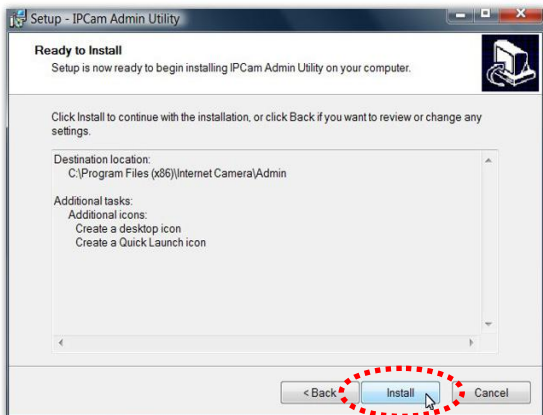 Setup - IPCam Admin Utility
Ready to Install
Setup is now ready to begin installing IPCam Admin Utility on your computer.
Click Install to continue with the installation, or click Back if you want to review or change any
settings.
Destination location:
C:\Program Files (x86)\Internet Camera\Admin
Additional tasks:
Additional icons:
Create a desktop icon
Create a Quick Launch icon
< Back Install Cancel